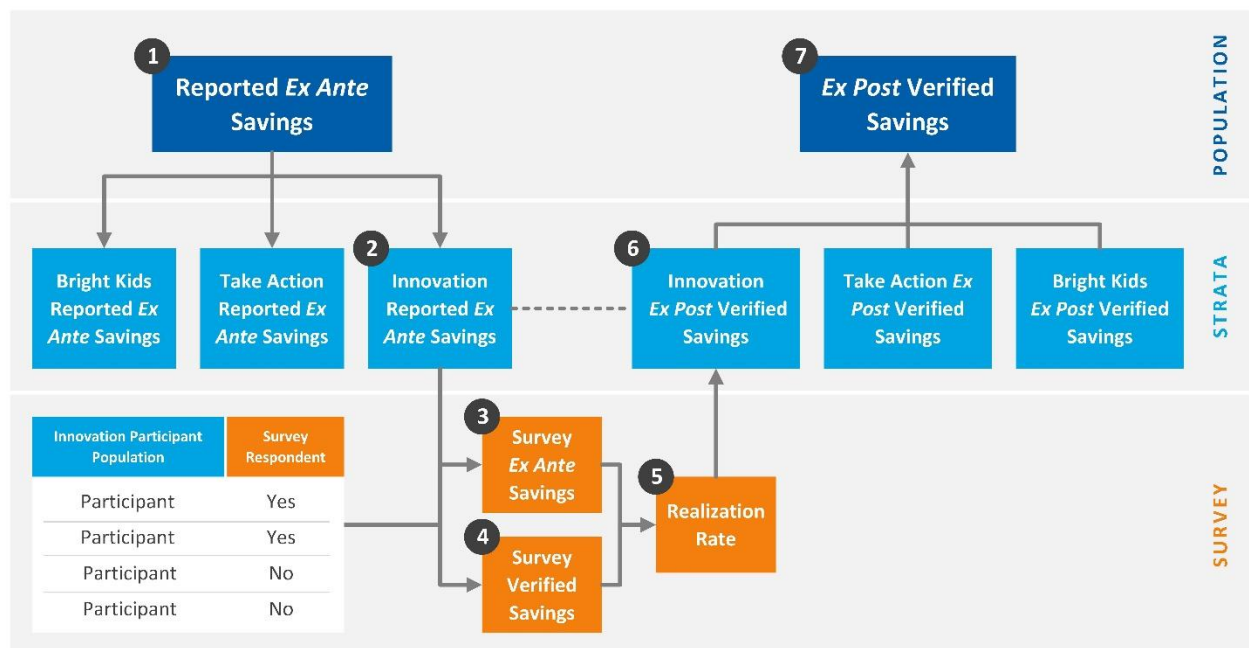 1
Reported Ex Ante
Savings
7
Ex Post Verified
Savings
POPULATION
Bright Kids
Reported Ex
Ante Savings
Take Action
Reported Ex
Ante Savings
2
Innovation
Reported Ex
Ante Savings
6
Innovation
Ex Post Verified
Savings
Take Action Ex
Post Verified
Savings
Bright Kids
Ex Post Verified
Savings
STRATA
Innovation Participant
Population
Survey
Respondent
Participant Yes
Participant Yes
Participant No
Participant No
3
Survey
Ex Ante
Savings
4
Survey
Verified
Savings
5
Realization
Rate
SURVEY